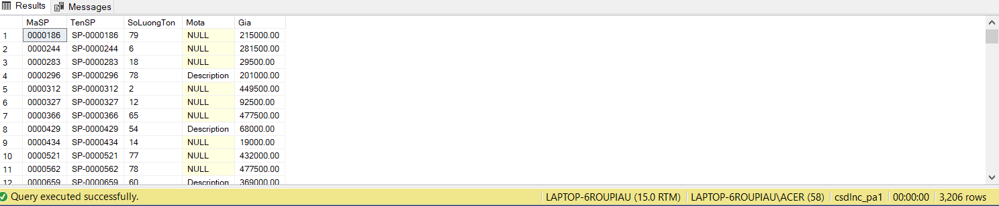 Results Messages
MaSP TenSP SoLuongTon Mota Gia
1 0000186 SP-0000186 79 NULL 215000.00
2 0000244 SP-0000244 6 NULL 281500.00
3 0000283 SP-0000283 18 NULL 29500.00
4 0000296 SP-0000296 78 Description 201000.00
5 0000312 SP-0000312 2 NULL 449500.00
6 0000327 SP-0000327 12 NULL 92500.00
7 0000366 SP-0000366 65 NULL 477500.00
8 0000429 SP-0000429 54 Description 68000.00
9 0000434 SP-0000434 14 NULL 19000.00
10 0000521 SP-0000521 77 NULL 432000.00
11 0000562 SP-0000562 78 NULL 477500.00
12 0000659 SP-0000659 60 Description 369000.00
Query executed successfully. LAPTOP-6ROUPIAU (15.0 RTM) LAPTOP-6ROUPIAU\ACER (58) csdlnc_pa1 00:00:00 3,206 rows